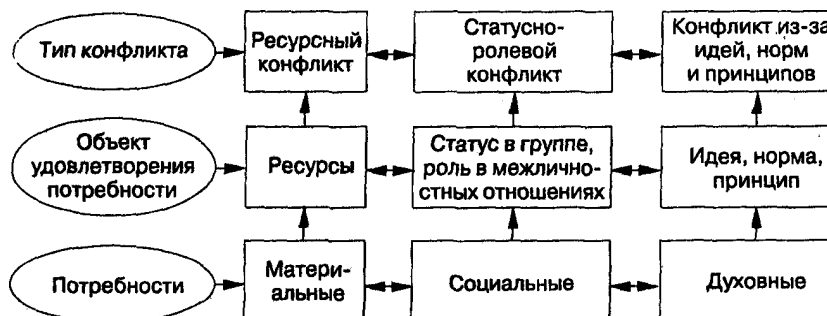 Тип конфликта
Ресурсный
конфликт
Статусно-
ролевой
конфликт
Конфликт из-за
идей, норм
и принципов
Объект
удовлетворения
потребности
Ресурсы
Статус в группе,
роль в межлично-
стных отношениях
Идея, норма,
принцип
Потребности
Матери-
альные
Социальные
Духовные